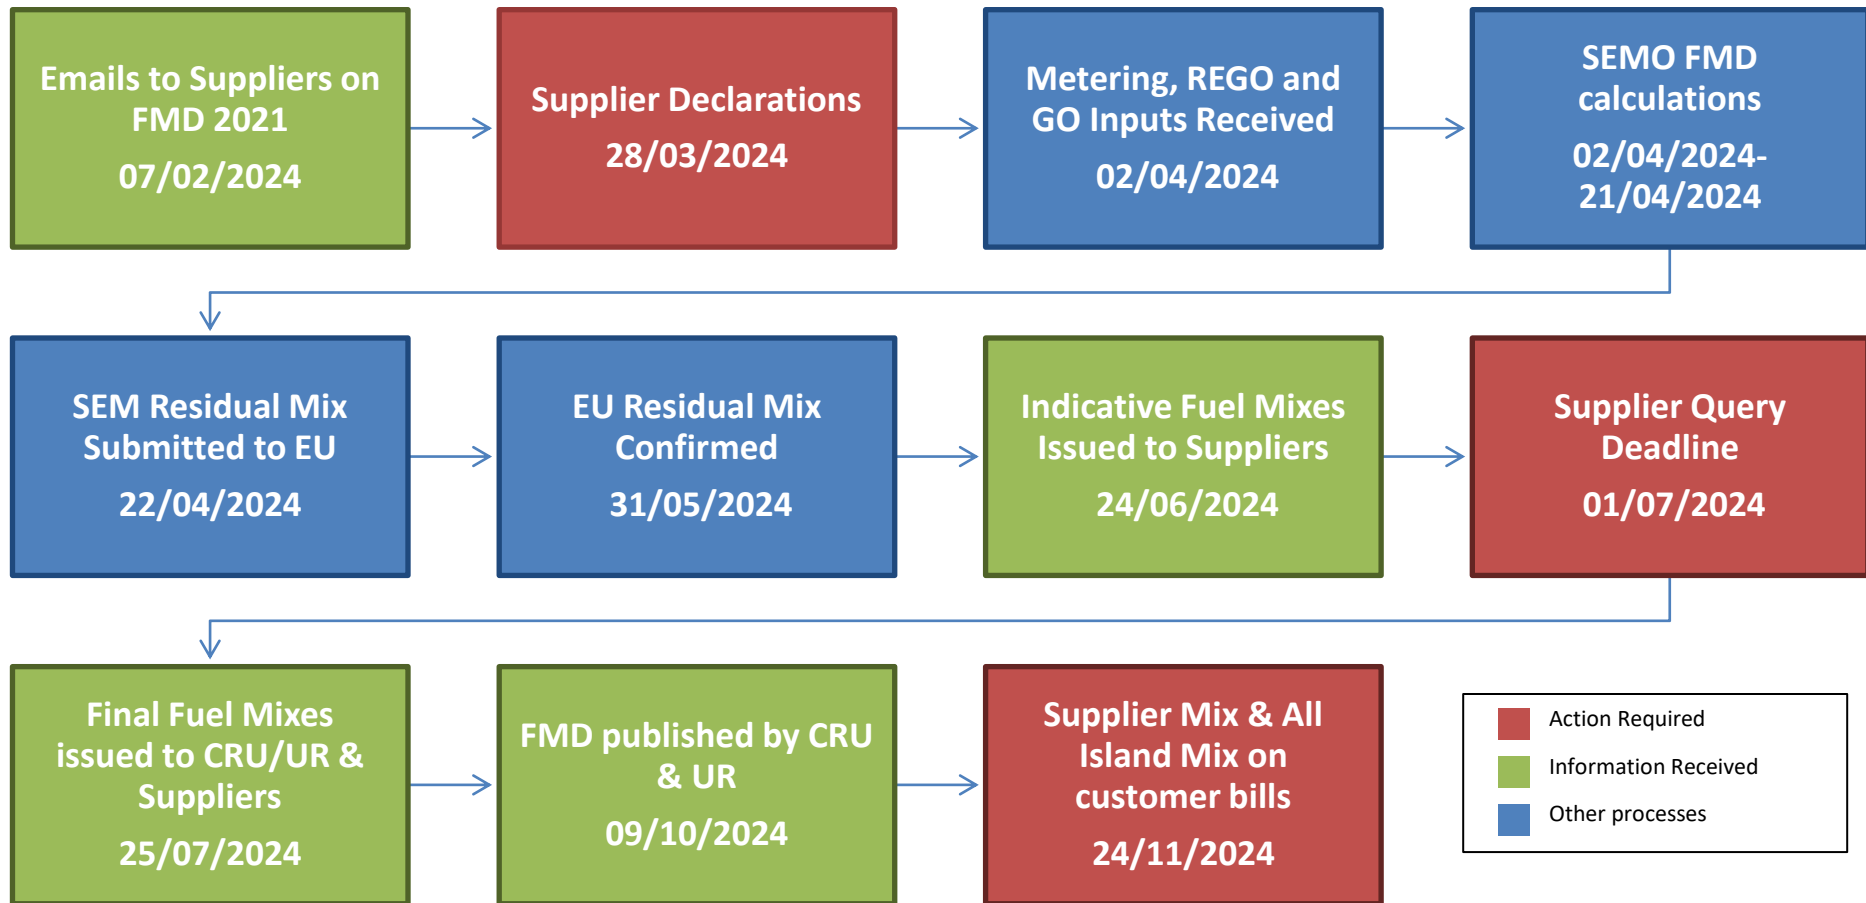 Emails to Suppliers on
FMD 2021
07/02/2024
Supplier Declarations
28/03/2024
Metering, REGO and
GO Inputs Received
02/04/2024
SEMO FMD
calculations
02/04/2024-
21/04/2024
SEM Residual Mix
Submitted to EU
22/04/2024
EU Residual Mix
Confirmed
31/05/2024
Indicative Fuel Mixes
Issued to Suppliers
24/06/2024
Supplier Query
Deadline
01/07/2024
Final Fuel Mixes
issued to CRU/UR &
Suppliers
25/07/2024
FMD published by CRU
& UR
09/10/2024
Supplier Mix & All
Island Mix on
customer bills
24/11/2024
Action Required
Information Received
Other processes